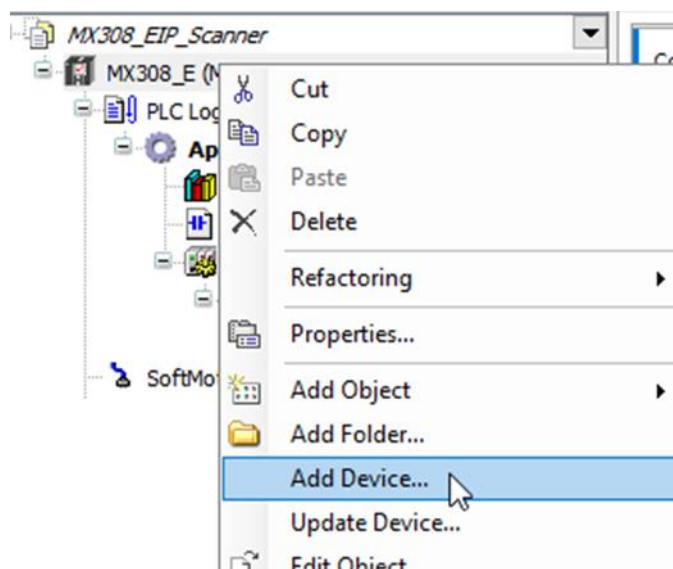 MX308_EIP_Scanner
MX308_E (
Cut
PLC Log
Copy
Ap
Paste
Delete
Refactoring
Properties...
SoftMo
Add Object
Add Folder...
Add Device...
Update Device...
Edit Object